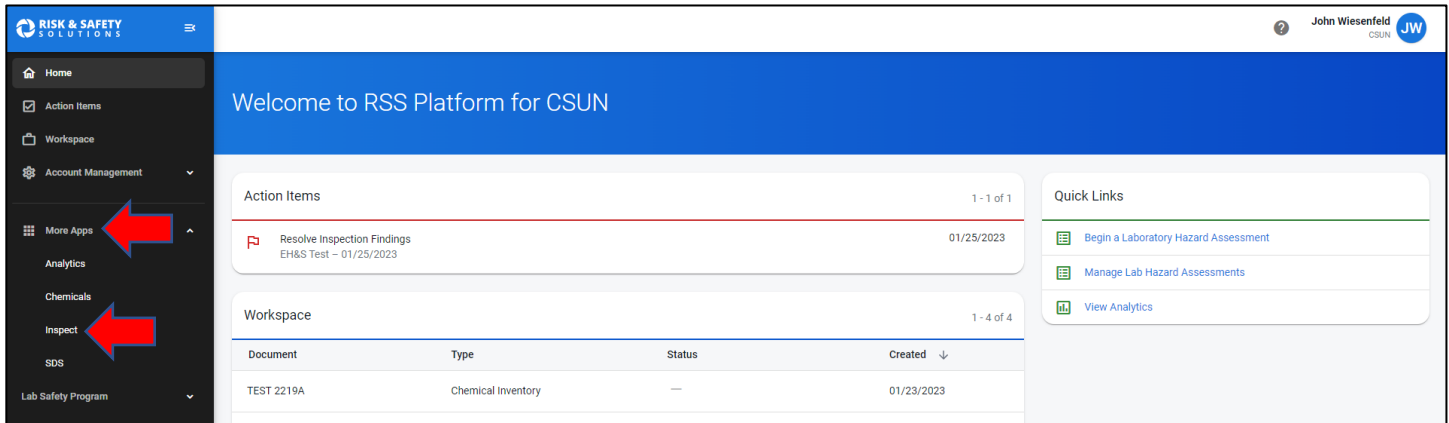 RISK & SAFETY
SOLUTIONS
John Wiesenfeld
CSUN
JW
Home
Action Items
Workspace
Account Management
More Apps
Analytics
Chemicals
Inspect
SDS
Lab Safety Program
Welcome to RSS Platform for CSUN
Action Items 1 - 1 of 1
Resolve Inspection Findings 01/25/2023
EH&S Test – 01/25/2023
Workspace 1 - 4 of 4
Document Type Status Created
TEST 2219A Chemical Inventory — 01/23/2023
Quick Links
Begin a Laboratory Hazard Assessment
Manage Lab Hazard Assessments
View Analytics